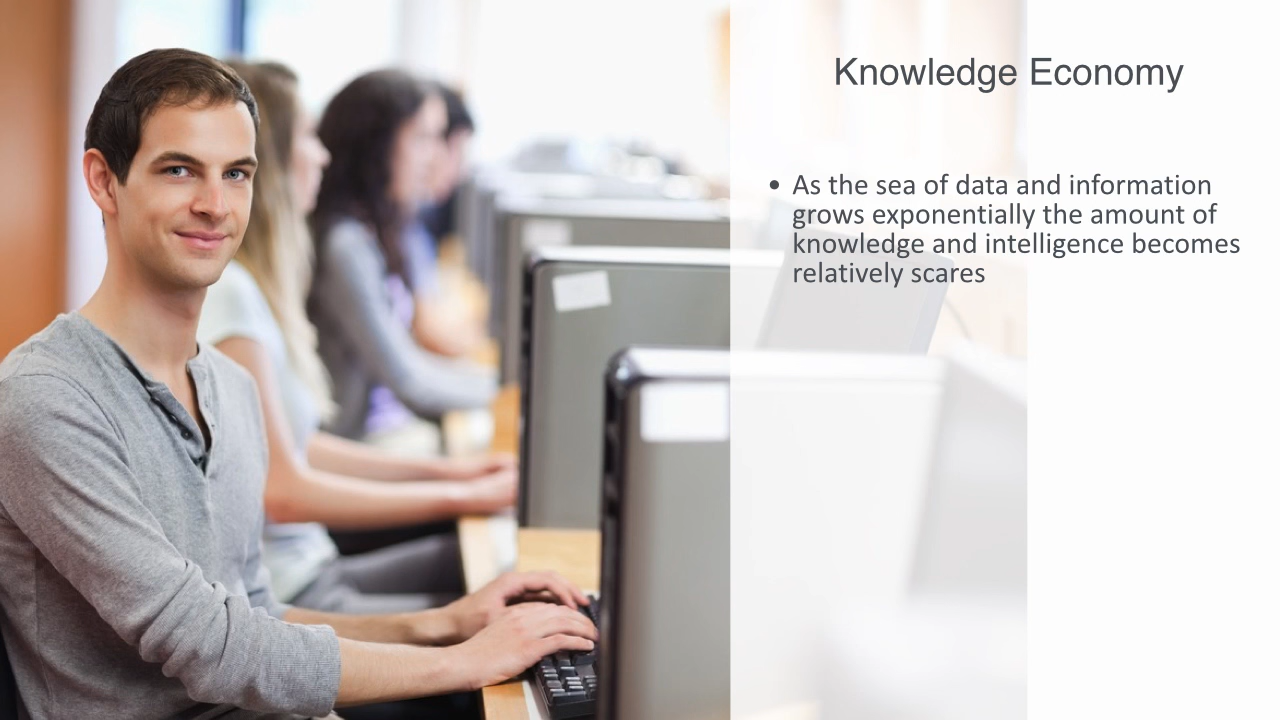 Knowledge Economy
• As the sea of data and information
grows exponentially the amount of
knowledge and intelligence becomes
relatively scares